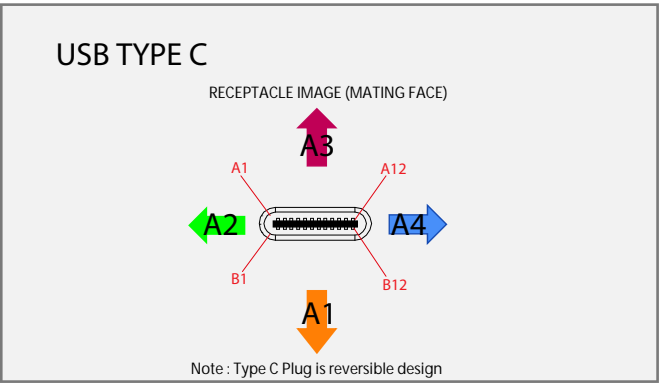 USB TYPE C
RECEPTACLE IMAGE (MATING FACE)
A3
A1 A12
A2 A4
B1 B12
A1
Note : Type C Plug is reversible design